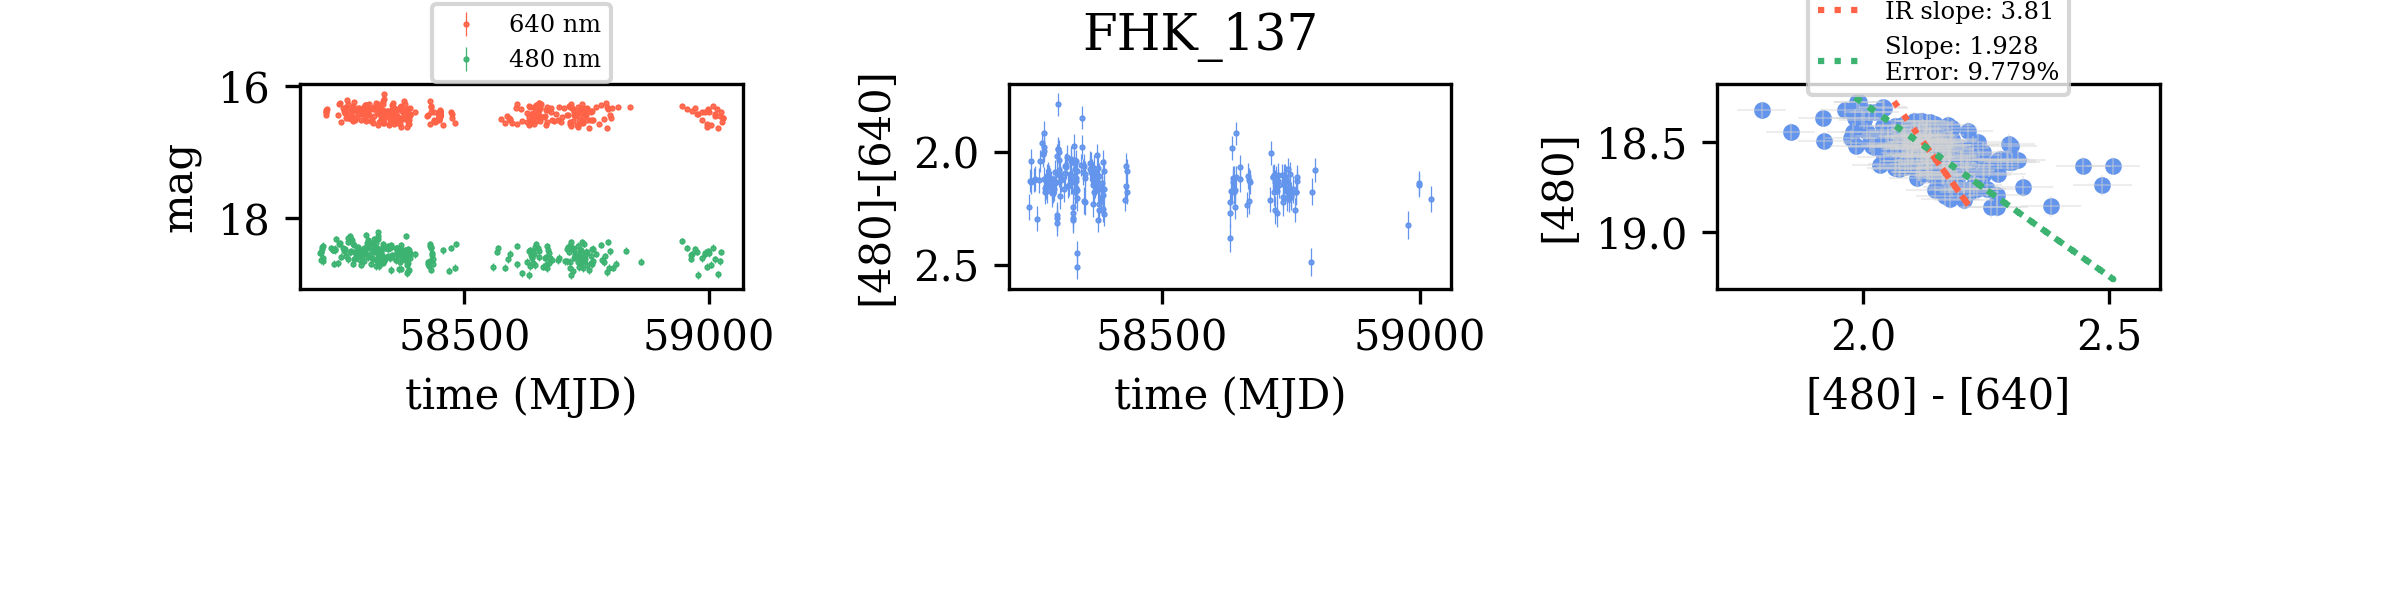 640 nm
480 nm
16
18
mag
58500 59000
time (MJD)
FHK_137
[480]-[640]
2.0
2.5
58500 59000
time (MJD)
IR slope: 3.81
Slope: 1.928
Error: 9.779%
[480]
18.5
19.0
2.0 2.5
[480] - [640]